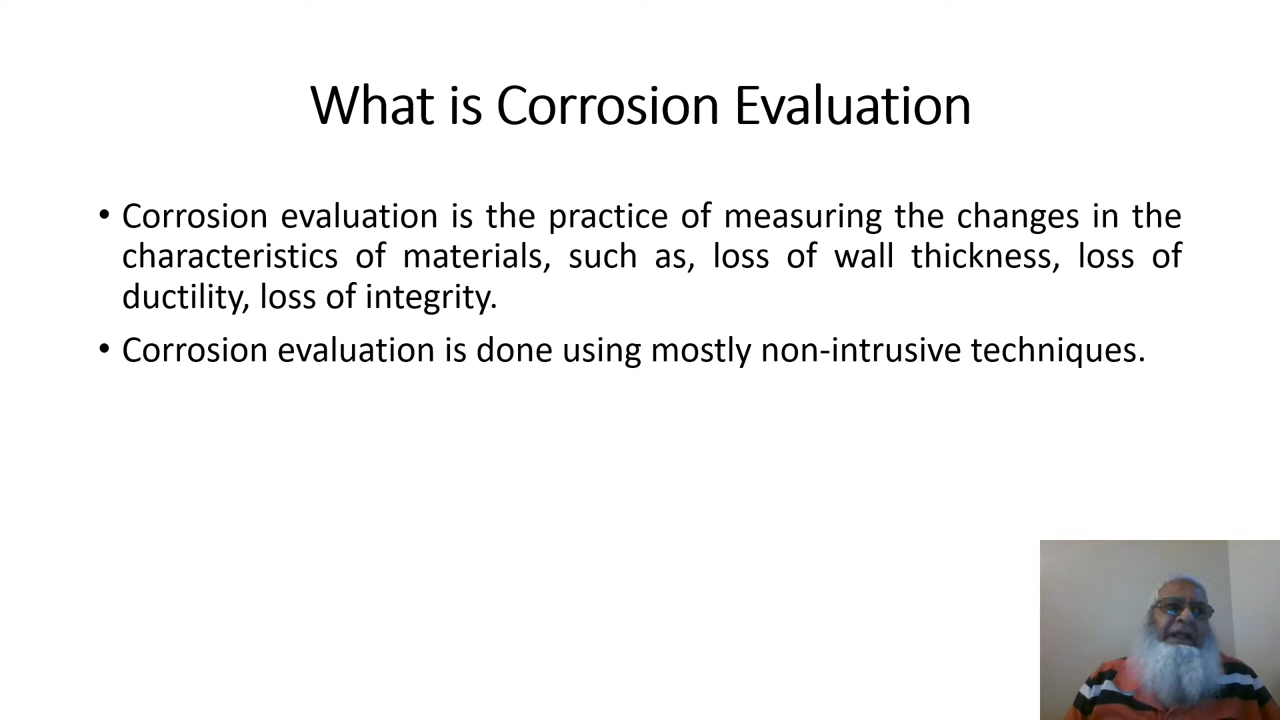 What is Corrosion Evaluation
• Corrosion evaluation is the practice of measuring the changes in the
characteristics of materials, such as, loss of wall thickness, loss of
ductility, loss of integrity.
• Corrosion evaluation is done using mostly non-intrusive techniques.